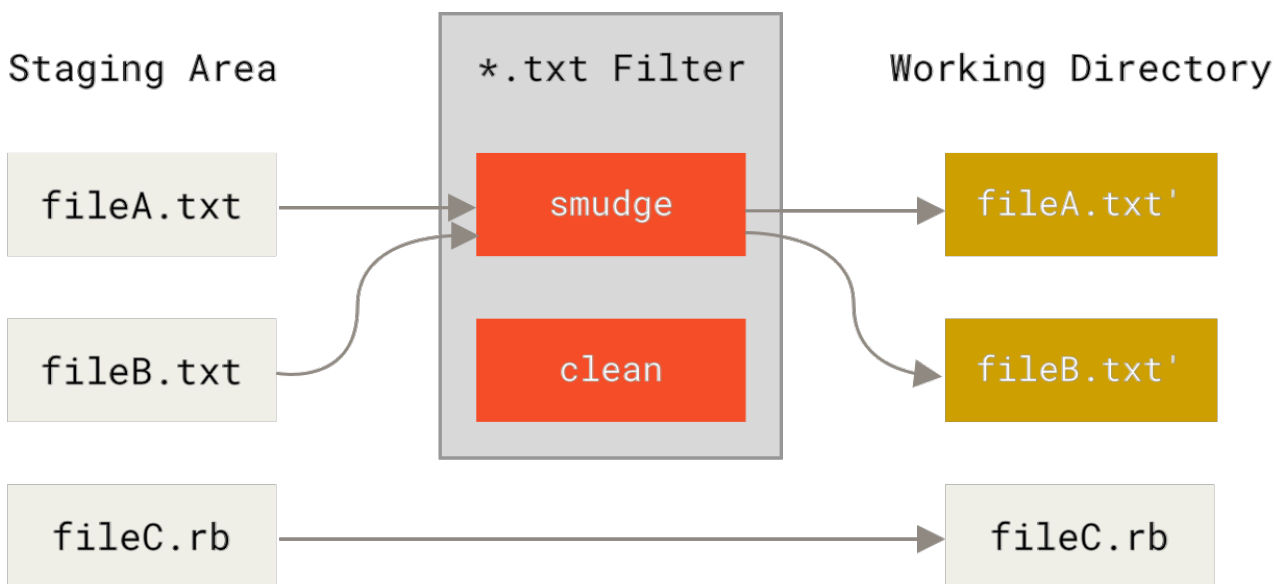 Staging Area
*.txt Filter
Working Directory
fileA.txt
smudge
fileA.txt'
fileB.txt
clean
fileB.txt'
fileC.rb
fileC.rb